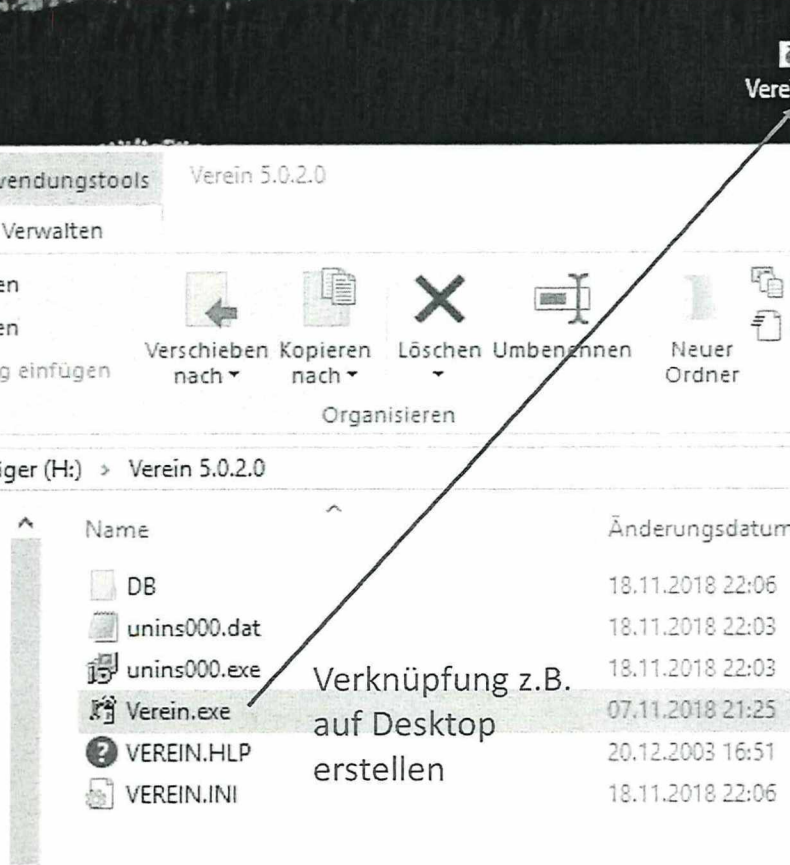 Vere
vendungstools Verein 5.0.2.0
Verwalten
en
en
g einfügen
Verschieben nach Kopieren nach Löschen Umbenennen Neuer Ordner
Organisieren
iger (H:) > Verein 5.0.2.0
Name Änderungsdatum
DB 18.11.2018 22:06
unins000.dat 18.11.2018 22:03
unins000.exe 18.11.2018 22:03
Verein.exe 07.11.2018 21:25
VEREIN.HLP 20.12.2003 16:51
VEREIN.INI 18.11.2018 22:06
Verknüpfung z.B.
auf Desktop
erstellen